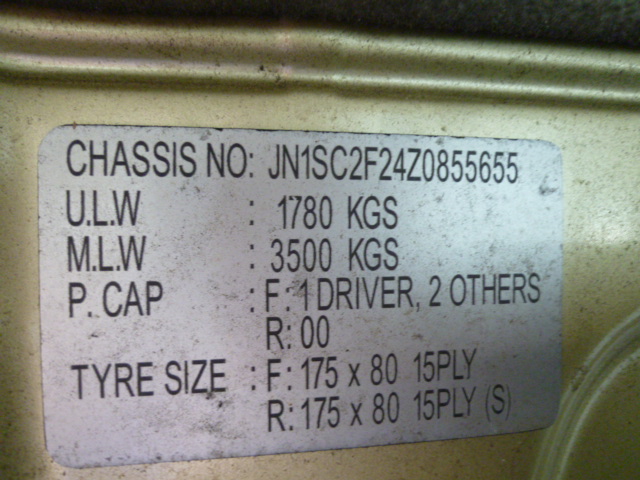 CHASSIS NO: JN1SC2F24Z0855655
U.L.W : 1780 KGS
M.L.W : 3500 KGS
P. CAP : F: 1 DRIVER, 2 OTHERS
R: 00
TYRE SIZE : F: 175 x 80 15PLY
R: 175 x 80 15PLY (S)